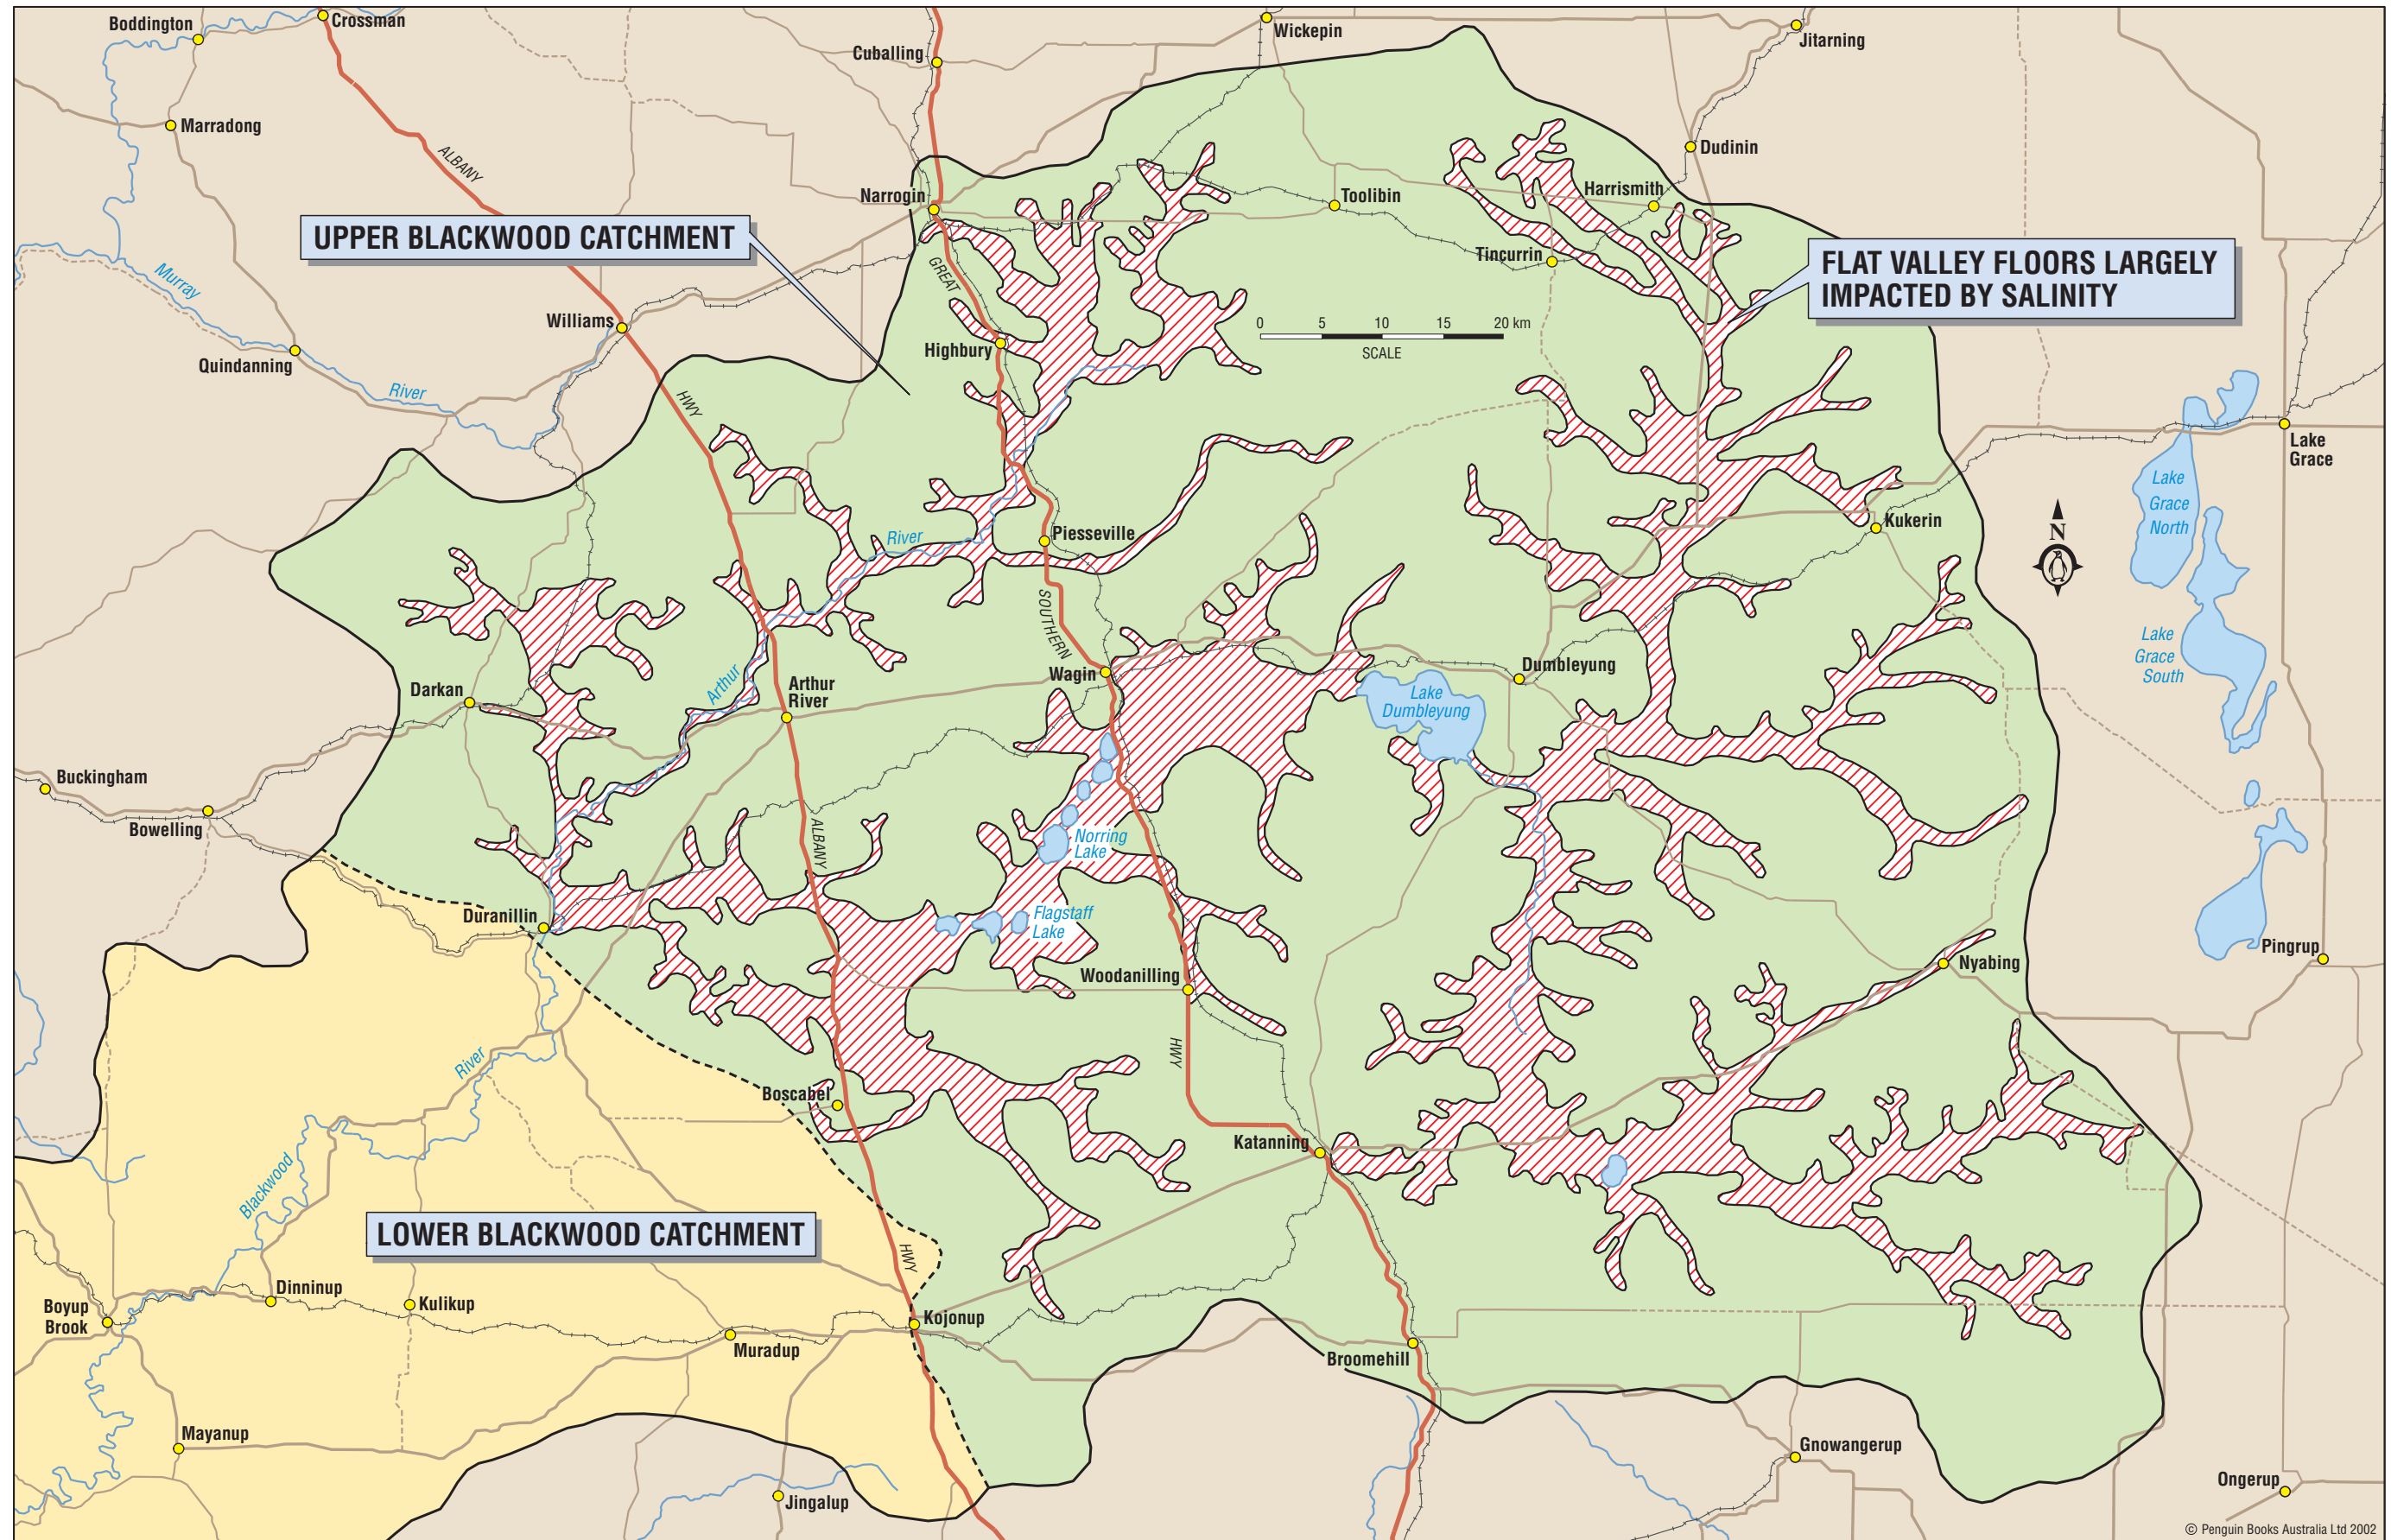 Boddington
Crossman
Cuballing
Wickepin
Jitarning
Marradong
ALBANY
Dudinin
Narrogin
Toolibin
Harrismith
UPPER BLACKWOOD CATCHMENT
Tincurrin
FLAT VALLEY FLOORS LARGELY
IMPACTED BY SALINITY
Murray
GREAT
Williams
0 5 10 15 20 km
SCALE
Highbury
Quindanning
River
HWY
Lake
Grace
Lake
Grace
North
Kukerin
River
Piesseville
N
SOUTHERN
Lake
Grace
South
Wagin
Dumbleyung
Arthur
Darkan
Arthur
River
Lake
Dumbleyung
Buckingham
Bowelling
ALBANY
Norring
Lake
Duranillin
Flagstaff
Lake
Woodanilling
Nyabing
Pingrup
River
HWY
Boscabel
Katanning
Blackwood
LOWER BLACKWOOD CATCHMENT
HWY
Dinninup
Kulikup
Boyup
Brook
Kojonup
Muradup
Broomehill
Mayanup
Gnowangerup
Ongerup
Jingalup
© Penguin Books Australia Ltd 2002